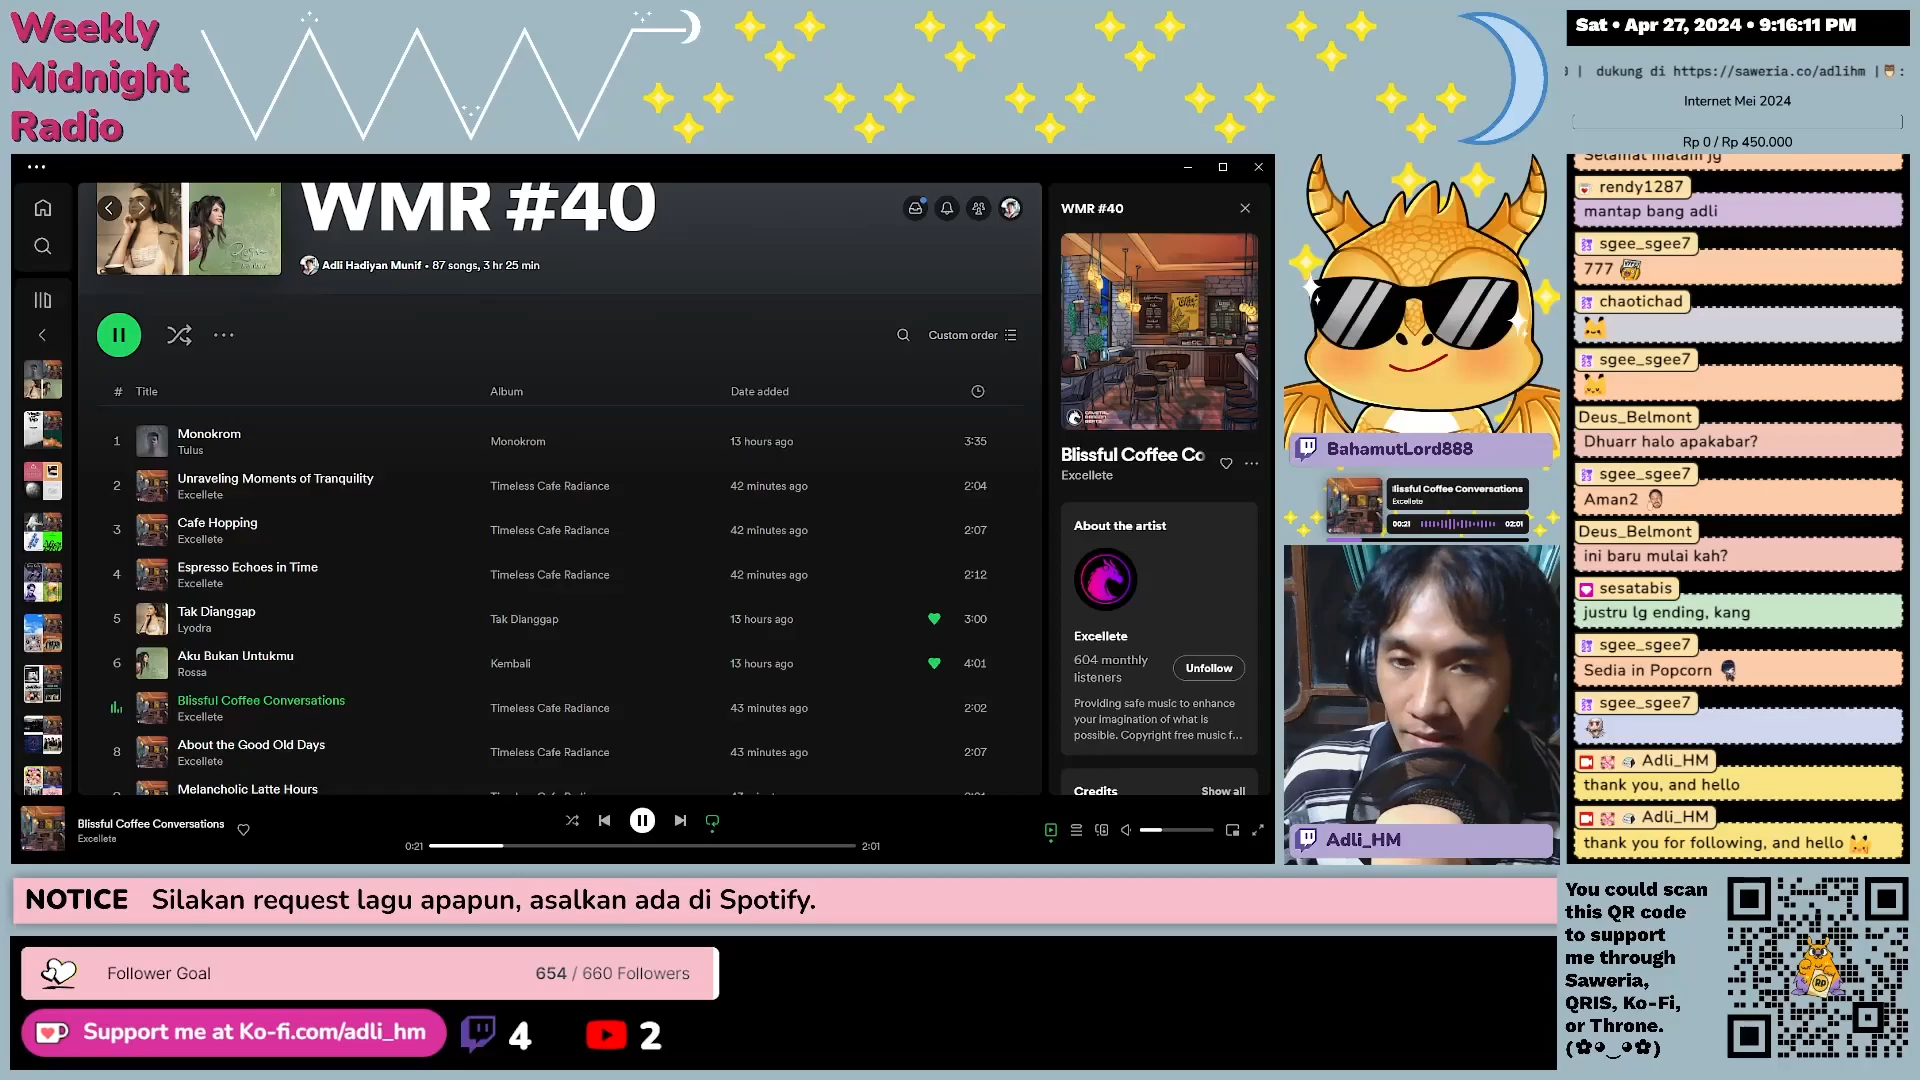 Weekly
Midnight
Radio
Sat • Apr 27, 2024 • 9:16:11 PM
| dukung di https://saweria.co/adlihm |
Internet Mei 2024
Rp 0 / Rp 450.000
WMR #40
Adli Hadiyan Munif • 87 songs, 3 hr 25 min
Custom order
# Title Album Date added
1 Monokrom Monokrom 13 hours ago 3:35
Tulus
2 Unraveling Moments of Tranquility Timeless Cafe Radiance 42 minutes ago 2:04
Excellete
3 Cafe Hopping Timeless Cafe Radiance 42 minutes ago 2:07
Excellete
4 Espresso Echoes in Time Timeless Cafe Radiance 42 minutes ago 2:12
Excellete
5 Tak Dianggap Tak Dianggap 13 hours ago 3:00
Lyodra
6 Aku Bukan Untukmu Kembali 13 hours ago 4:01
Rossa
Blissful Coffee Conversations Timeless Cafe Radiance 43 minutes ago 2:02
Excellete
8 About the Good Old Days Timeless Cafe Radiance 43 minutes ago 2:07
Excellete
Melancholic Latte Hours
Blissful Coffee Conversations
Excellete
0:21
2:01
WMR #40
Blissful Coffee Co
Excellete
About the artist
Excellete
604 monthly
listeners
Unfollow
Providing safe music to enhance
your imagination of what is
possible. Copyright free music f...
Credits Show all
BahamutLord888
lissful Coffee Conversations
Excellete
00:21 02:01
Adli_HM
Selamat malam jg
rendy1287
mantap bang adli
sgee_sgee7
777
chaotichad
sgee_sgee7
Deus_Belmont
Dhuarr halo apakabar?
sgee_sgee7
Aman2
Deus_Belmont
ini baru mulai kah?
sesatabis
justru lg ending, kang
sgee_sgee7
Sedia in Popcorn
sgee_sgee7
Adli_HM
thank you, and hello
Adli_HM
thank you for following, and hello
NOTICE Silakan request lagu apapun, asalkan ada di Spotify.
Follower Goal 654 / 660 Followers
Support me at Ko-fi.com/adli_hm
4
2
You could scan
this QR code
to support
me through
Saweria,
QRIS, Ko-Fi,
or Throne.
(✿◕‿◕✿)
Rp